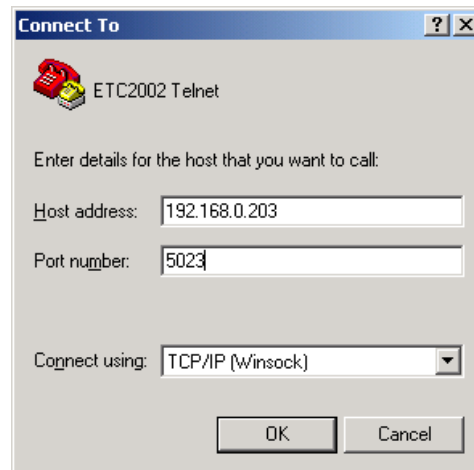 Connect To
ETC2002 Telnet
Enter details for the host that you want to call:
Host address: 192.168.0.203
Port number: 5023
Connect using: TCP/IP (Winsock)
OK Cancel